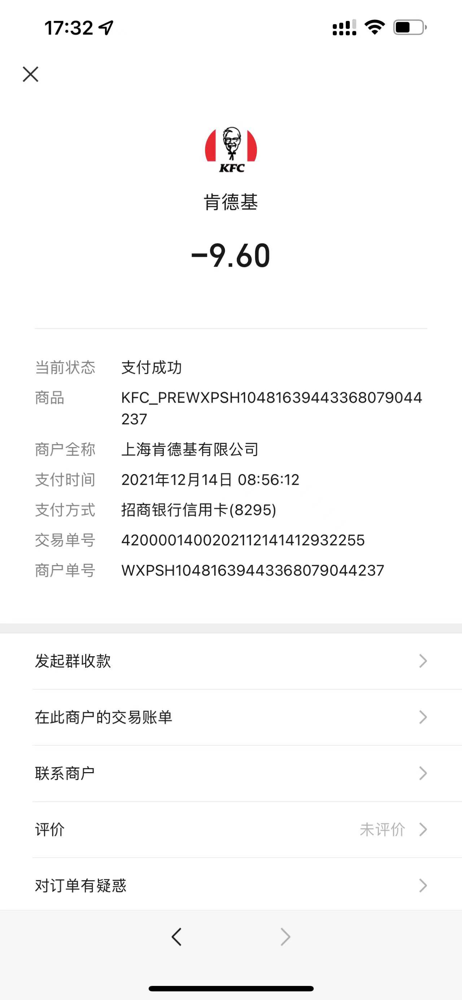 17:32
KFC
肯德基
-9.60
当前状态 支付成功
商品 KFC_PREWXPSH10481639443368079044
237
商户全称 上海肯德基有限公司
支付时间 2021年12月14日 08:56:12
支付方式 招商银行信用卡(8295)
交易单号 4200001400202112141412932255
商户单号 WXPSH10481639443368079044237
发起群收款
在此商户的交易账单
联系商户
评价 未评价
对订单有疑惑